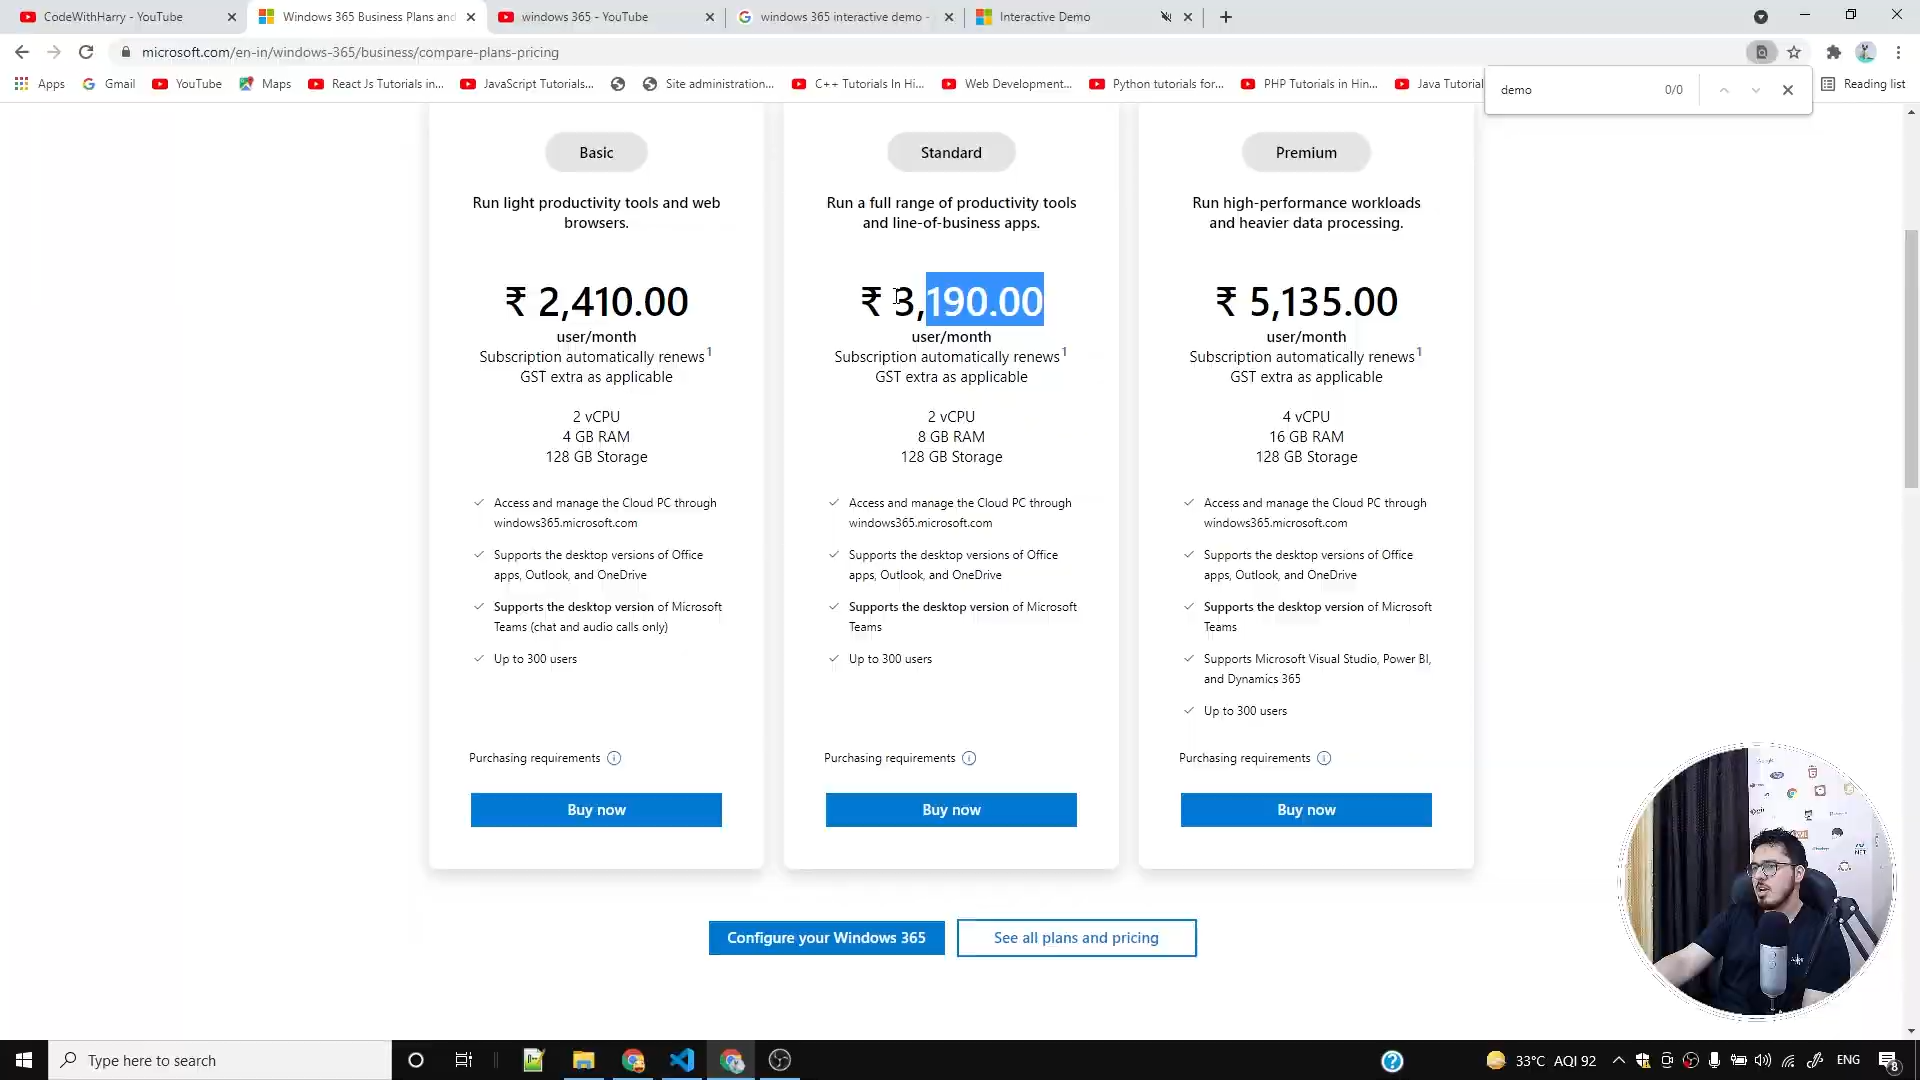 CodeWithHarry - YouTube
Windows 365 Business Plans and
windows 365 - YouTube
windows 365 interactive demo -
Interactive Demo
microsoft.com/en-in/windows-365/business/compare-plans-pricing
Apps
Gmail
YouTube
Maps
React Js Tutorials in...
JavaScript Tutorials...
Site administration...
C++ Tutorials In Hi...
Web Development...
Python tutorials for...
PHP Tutorials in Hin...
Java Tutorial
demo
0/0
Reading list
Basic
Run light productivity tools and web
browsers.
₹ 2,410.00
user/month
Subscription automatically renews1
GST extra as applicable
2 vCPU
4 GB RAM
128 GB Storage
Access and manage the Cloud PC through
windows365.microsoft.com
Supports the desktop versions of Office
apps, Outlook, and OneDrive
Supports the desktop version of Microsoft
Teams (chat and audio calls only)
Up to 300 users
Purchasing requirements
Buy now
Standard
Run a full range of productivity tools
and line-of-business apps.
₹ 3,190.00
user/month
Subscription automatically renews1
GST extra as applicable
2 vCPU
8 GB RAM
128 GB Storage
Access and manage the Cloud PC through
windows365.microsoft.com
Supports the desktop versions of Office
apps, Outlook, and OneDrive
Supports the desktop version of Microsoft
Teams
Up to 300 users
Purchasing requirements
Buy now
Premium
Run high-performance workloads
and heavier data processing.
₹ 5,135.00
user/month
Subscription automatically renews1
GST extra as applicable
4 vCPU
16 GB RAM
128 GB Storage
Access and manage the Cloud PC through
windows365.microsoft.com
Supports the desktop versions of Office
apps, Outlook, and OneDrive
Supports the desktop version of Microsoft
Teams
Supports Microsoft Visual Studio, Power BI,
and Dynamics 365
Up to 300 users
Purchasing requirements
Buy now
Configure your Windows 365
See all plans and pricing
Type here to search
33°C AQI 92
ENG
8